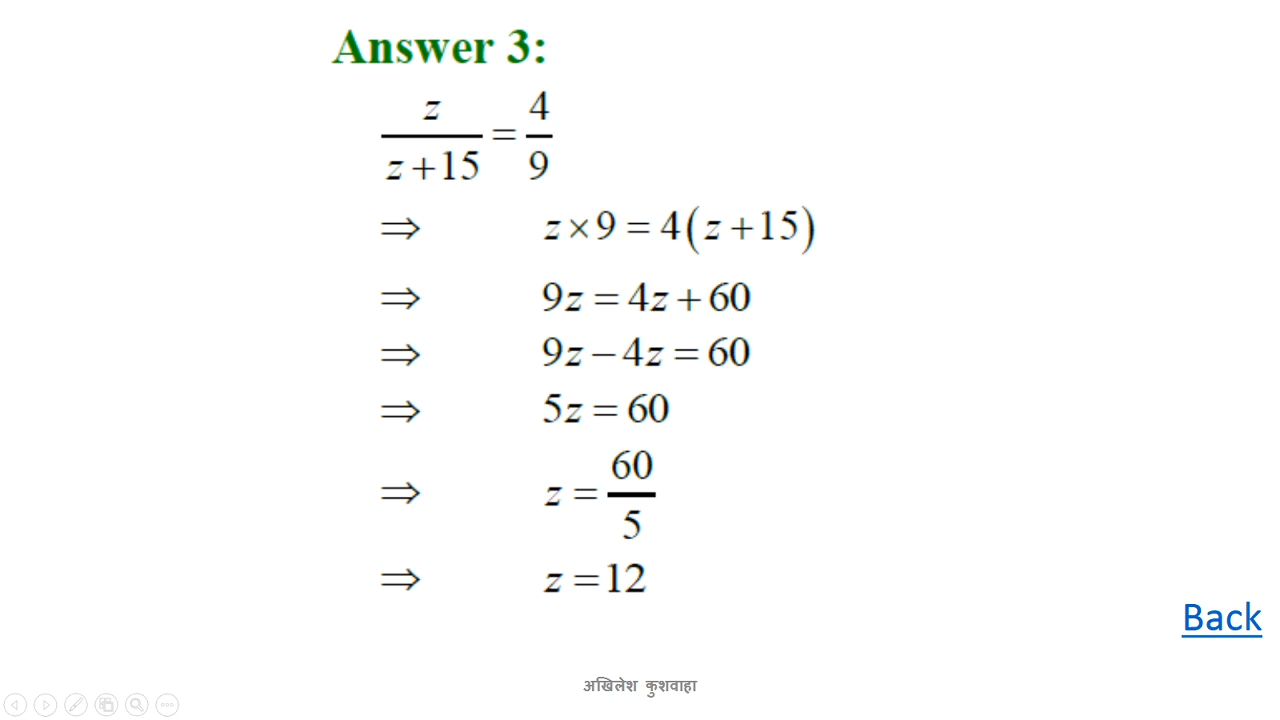 Answer 3:
z/(z+15) = 4/9
⇒ z×9 = 4(z+15)
⇒ 9z = 4z+60
⇒ 9z−4z = 60
⇒ 5z = 60
⇒ z = 60/5
⇒ z = 12
Back
अखिलेश कुशवाहा